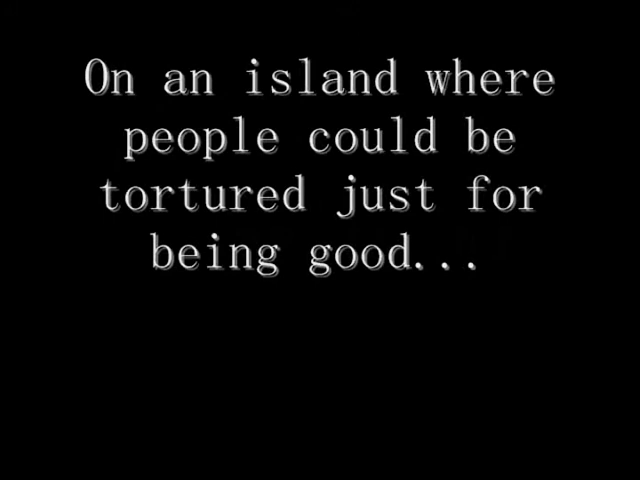 On an island where
people could be
tortured just for
being good...